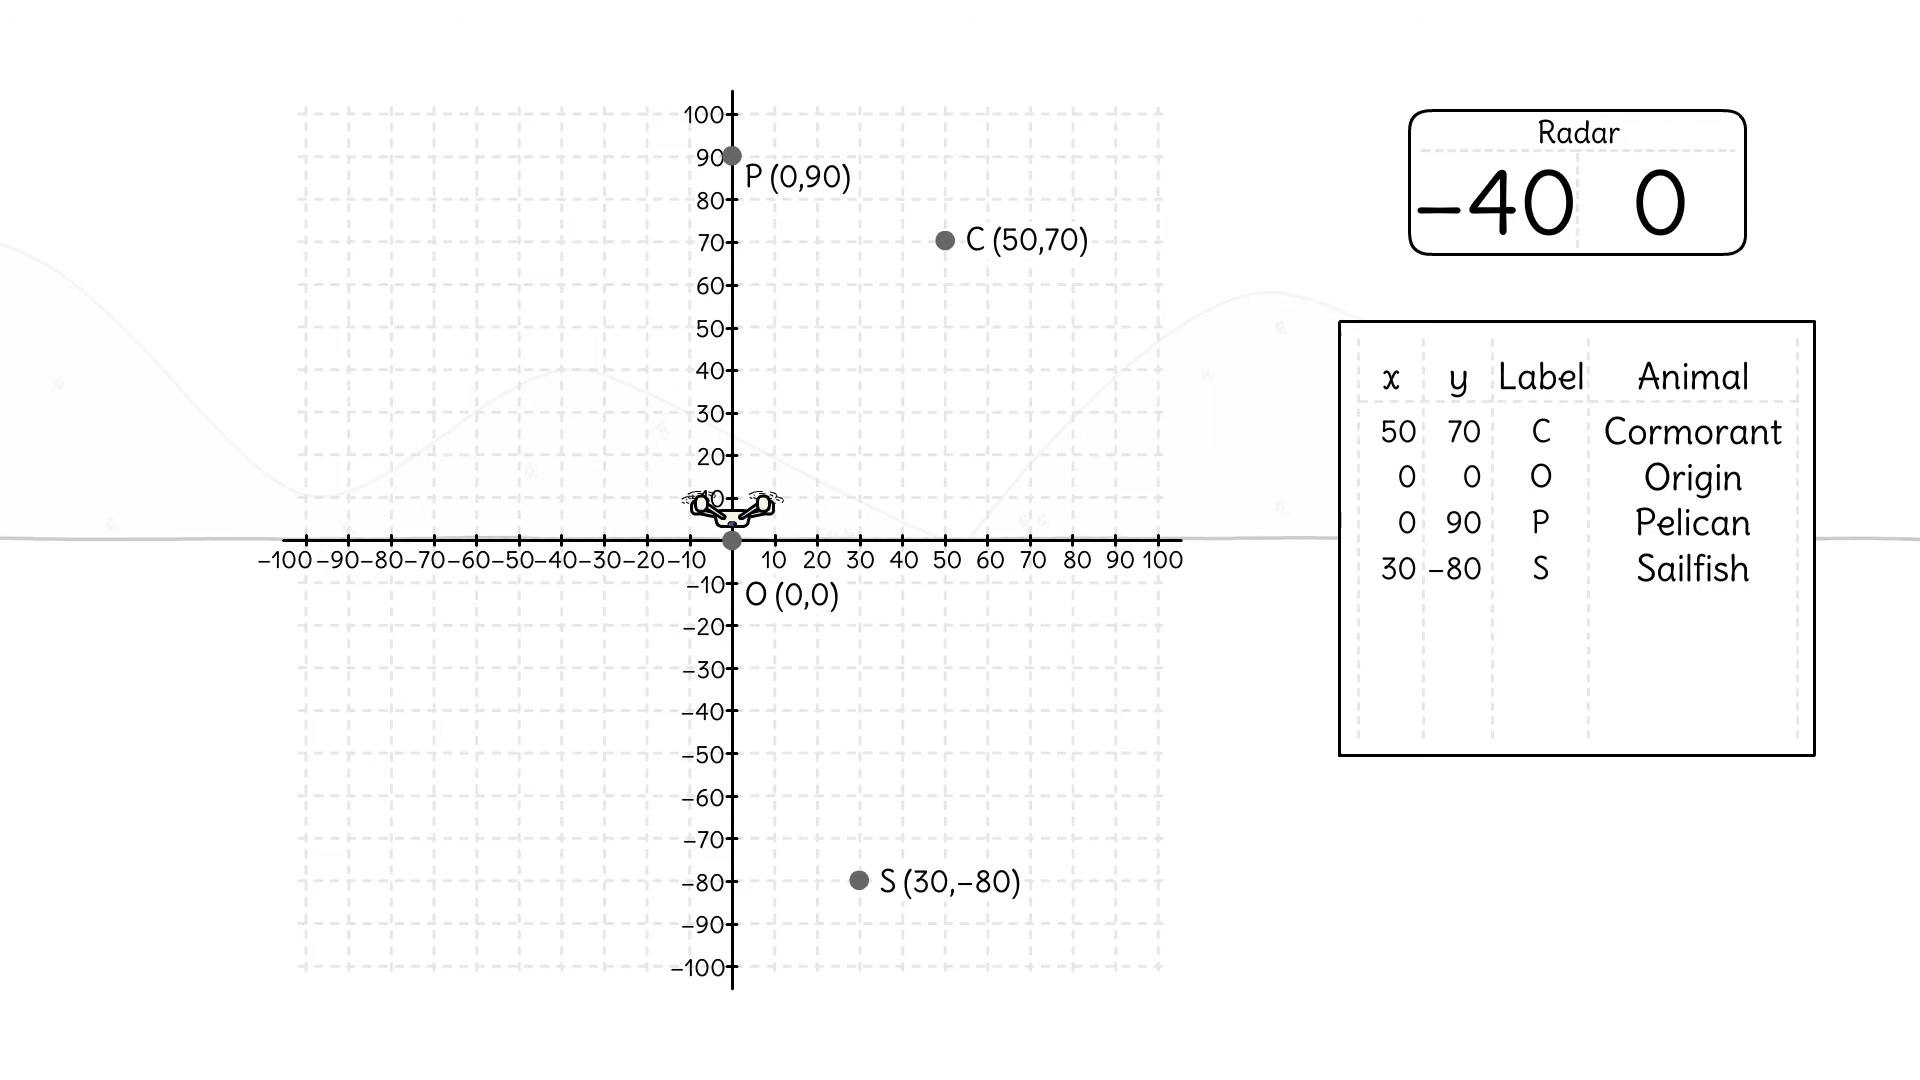 100
90
P (0,90)
80
70
C (50,70)
60
50
40
30
20
10
-100 -90 -80 -70 -60 -50 -40 -30 -20 -10 10 20 30 40 50 60 70 80 90 100
-10
O (0,0)
-20
-30
-40
-50
-60
-70
-80
S (30,-80)
-90
-100
Radar
-40 0
x y Label Animal
50 70 C Cormorant
0 0 O Origin
0 90 P Pelican
30 -80 S Sailfish